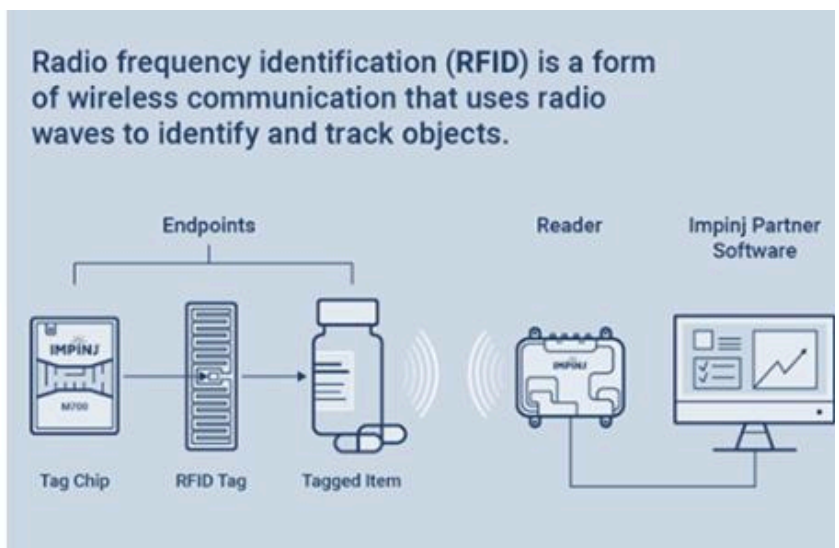 Radio frequency identification (RFID) is a form
of wireless communication that uses radio
waves to identify and track objects.
Endpoints
Reader
Impinj Partner
Software
IMPINJ
M700
IMPINJ
Tag Chip
RFID Tag
Tagged Item